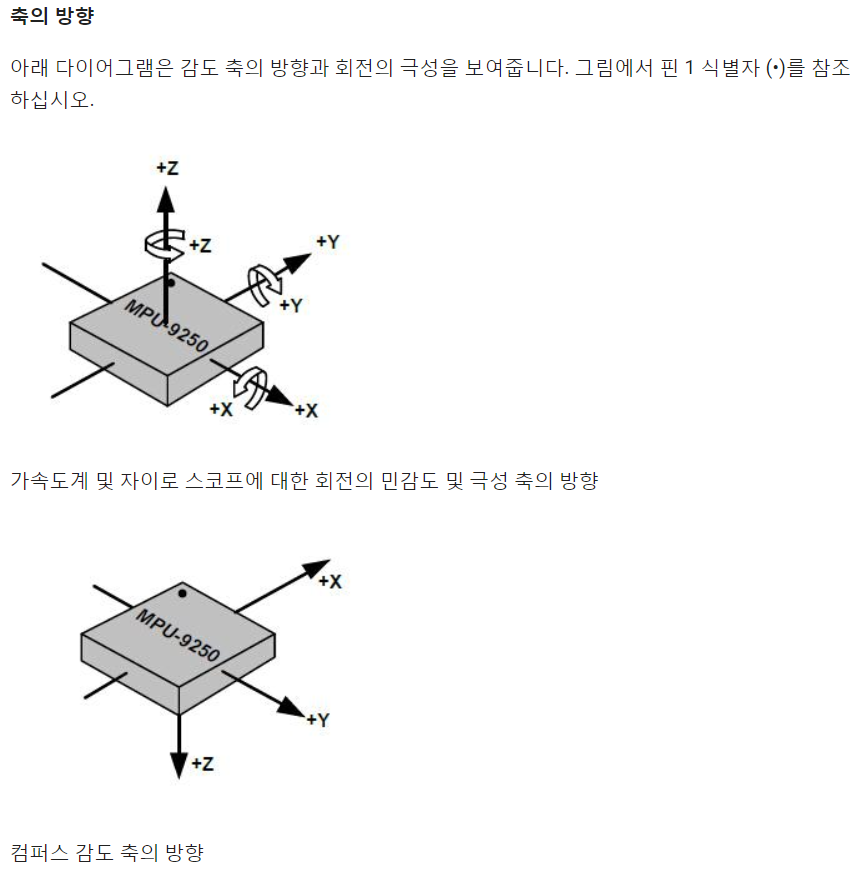 축의 방향
아래 다이어그램은 감도 축의 방향과 회전의 극성을 보여줍니다. 그림에서 핀 1 식별자 (•)를 참조
하십시오.
+Z
+Z
+Y
+Y
MPU-9250
+X
+X
가속도계 및 자이로 스코프에 대한 회전의 민감도 및 극성 축의 방향
+X
MPU-9250
+Y
+Z
컴퍼스 감도 축의 방향